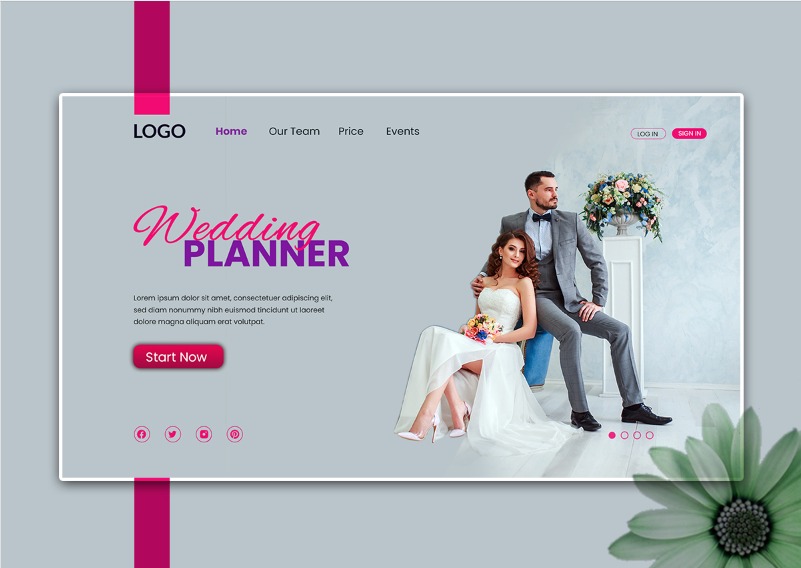 LOGO Home Our Team Price Events LOG IN SIGN IN
Wedding
PLANNER
Lorem ipsum dolor sit amet, consectetuer adipiscing elit,
sed diam nonummy nibh euismod tincidunt ut laoreet
dolore magna aliquam erat volutpat.
Start Now